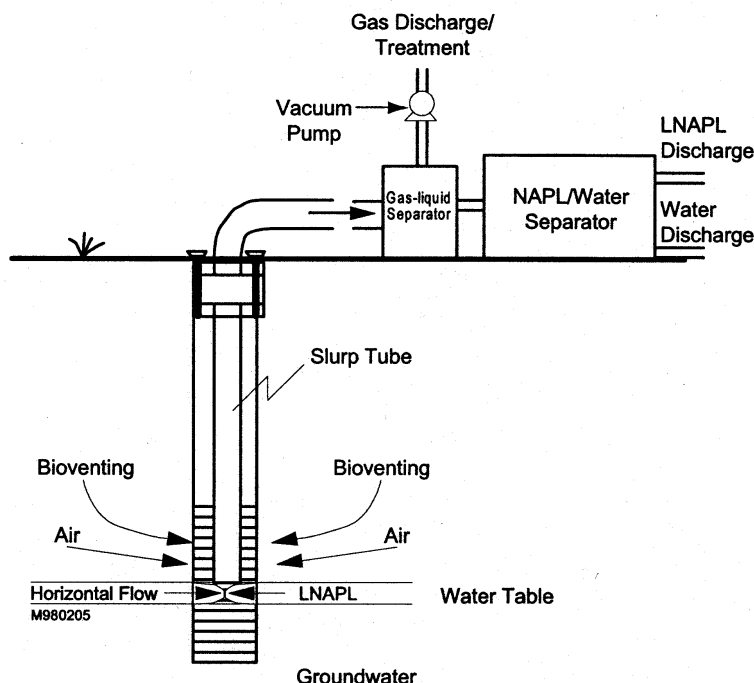 Gas Discharge/
Treatment
Vacuum
Pump
LNAPL
Discharge
Gas-liquid
Separator
NAPL/Water
Separator
Water
Discharge
Slurp Tube
Bioventing
Bioventing
Air
Air
Horizontal Flow
LNAPL
Water Table
M980205
Groundwater